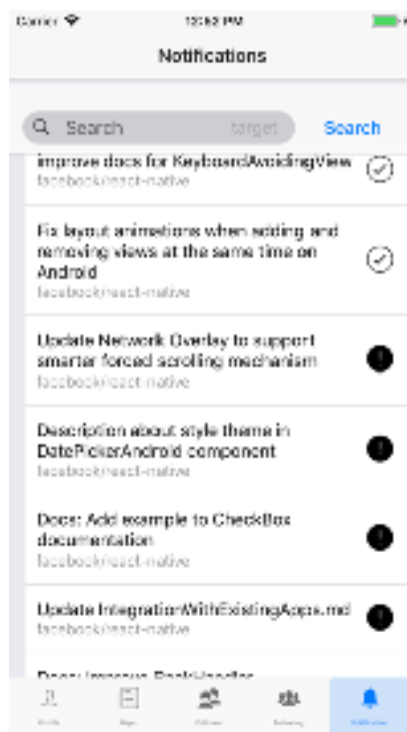 Carrier 12:52 PM
Notifications
Search target Search
improve docs for KeyboardAvoidingView
facebook/react-native
Fix layout animations when adding and
removing views at the same time on
Android
facebook/react-native
Update Network Overlay to support
smarter forced scrolling mechanism
facebook/react-native
Description about style theme in
DatePickerAndroid component
facebook/react-native
Docs: Add example to CheckBox
documentation
facebook/react-native
Update IntegrationWithExistingApps.md
facebook/react-native
Docs: Improve BackHandler